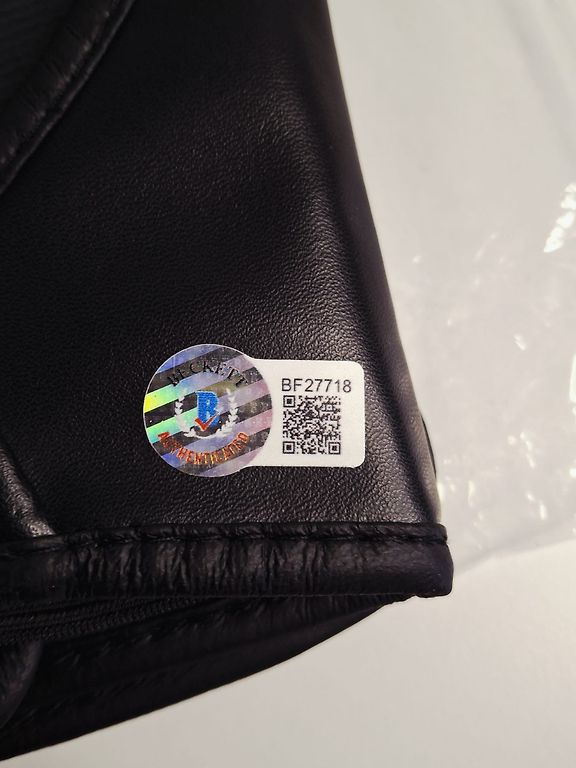 BECKETT
B
AUTHENTICATED
BF27718